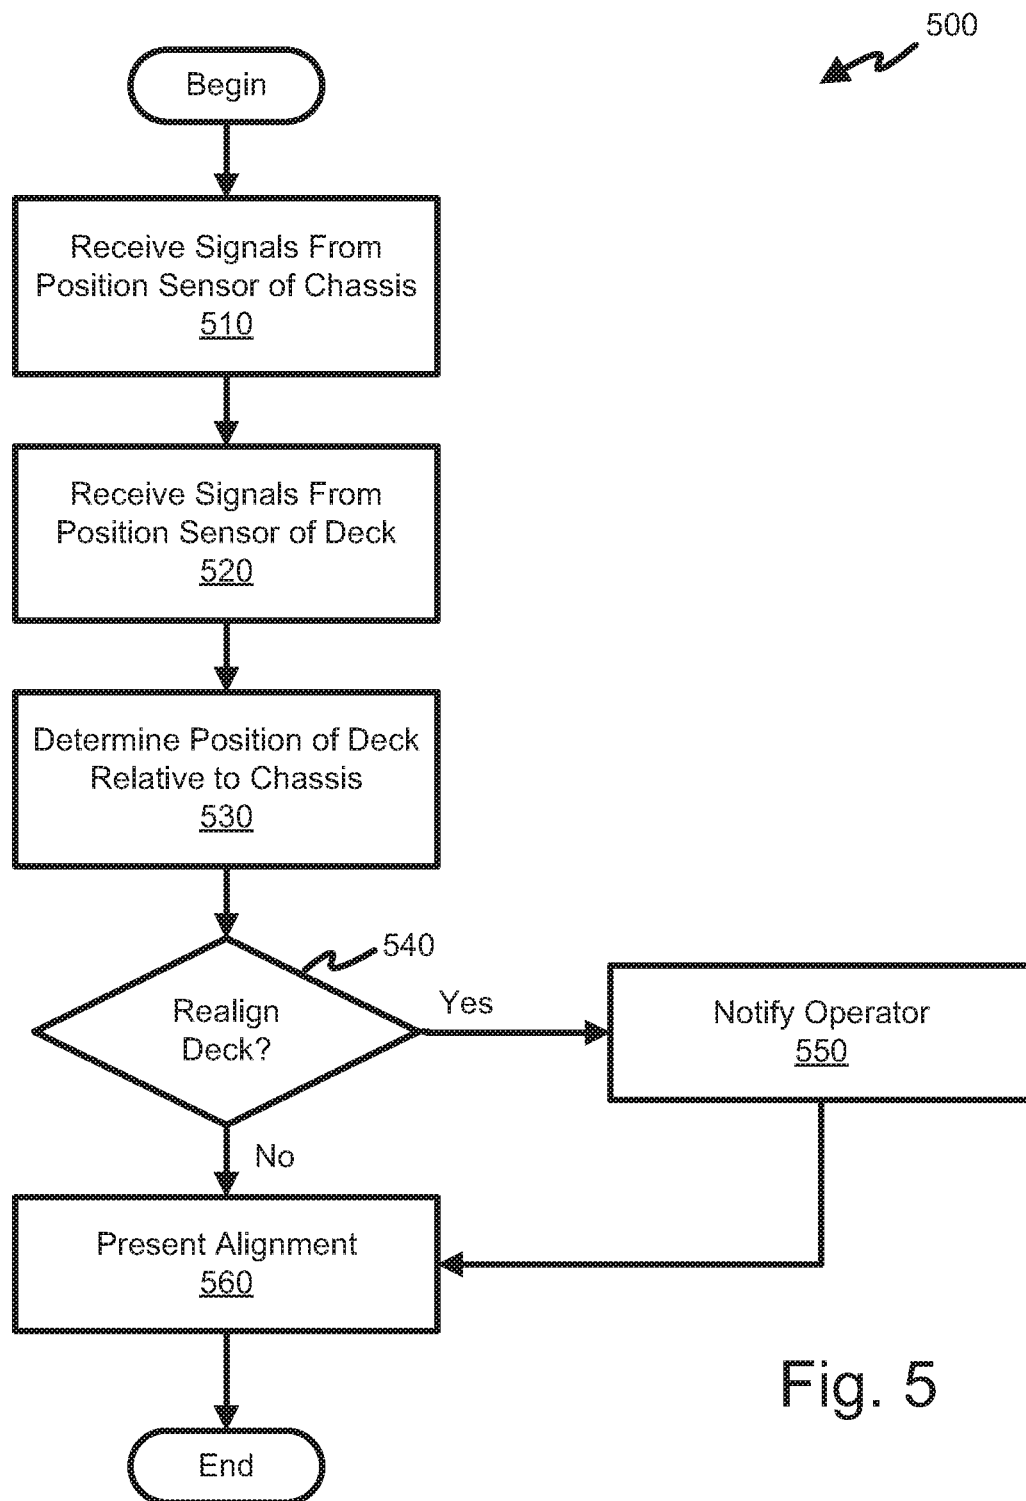 500
Begin
Receive Signals From
Position Sensor of Chassis
510
Receive Signals From
Position Sensor of Deck
520
Determine Position of Deck
Relative to Chassis
530
540
Realign
Deck?
Yes
Notify Operator
550
No
Present Alignment
560
Fig. 5
End